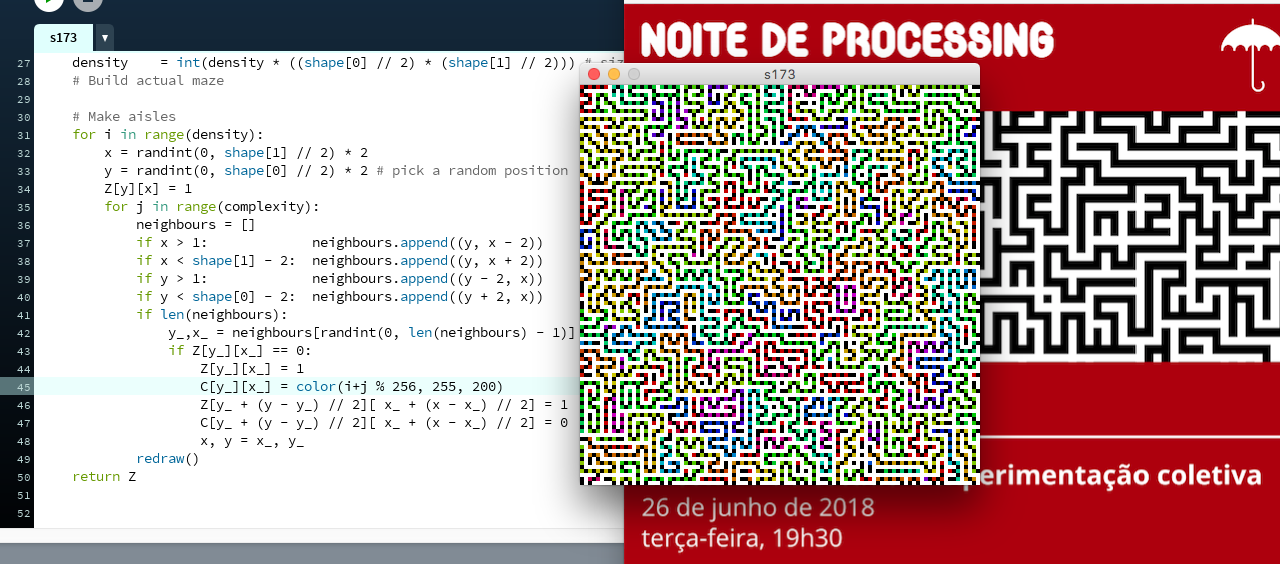 s173
27 density    = int(density * ((shape[0] // 2) * (shape[1] // 2))) #
28 # Build actual maze
29
30 # Make aisles
31 for i in range(density):
32     x = randint(0, shape[1] // 2) * 2
33     y = randint(0, shape[0] // 2) * 2 # pick a random position
34     Z[y][x] = 1
35     for j in range(complexity):
36         neighbours = []
37         if x > 1:             neighbours.append((y, x - 2))
38         if x < shape[1] - 2:  neighbours.append((y, x + 2))
39         if y > 1:             neighbours.append((y - 2, x))
40         if y < shape[0] - 2:  neighbours.append((y + 2, x))
41         if len(neighbours):
42             y_,x_ = neighbours[randint(0, len(neighbours) - 1)]
43             if Z[y_][x_] == 0:
44                 Z[y_][x_] = 1
45                 C[y_][x_] = color(i+j % 256, 255, 200)
46                 Z[y_ + (y - y_) // 2][ x_ + (x - x_) // 2] = 1
47                 C[y_ + (y - y_) // 2][ x_ + (x - x_) // 2] = 0
48                 x, y = x_, y_
49         redraw()
50 return Z
51
52
NOITE DE PROCESSING
s173
perimentação coletiva
26 de junho de 2018
terça-feira, 19h30